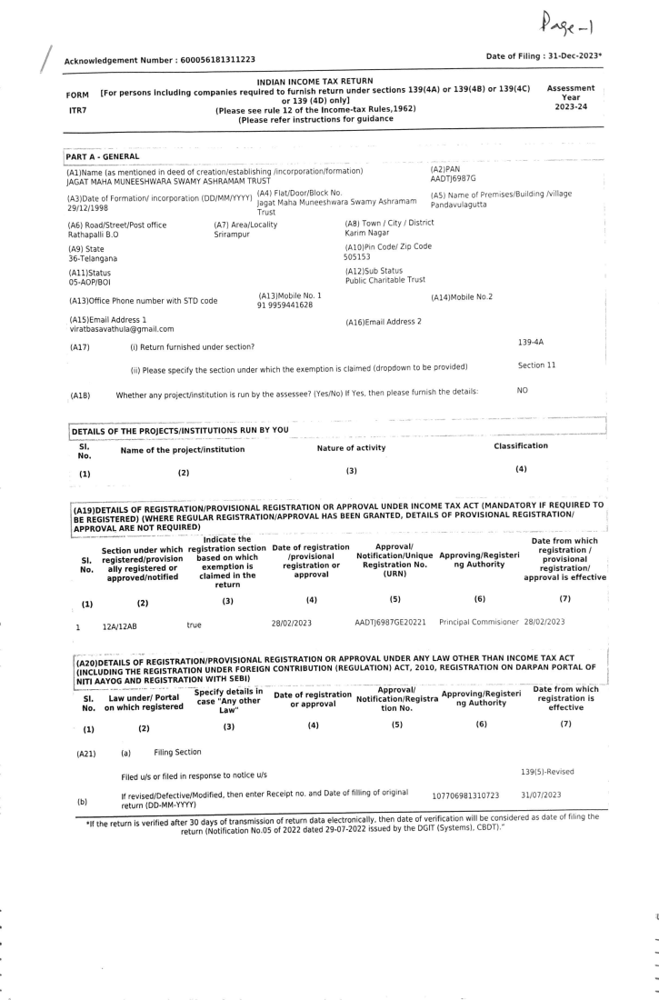 Page-1
Acknowledgement Number : 600056181311223
Date of Filing : 31-Dec-2023*
INDIAN INCOME TAX RETURN
FORM
ITR7
[For persons including companies required to furnish return under sections 139(4A) or 139(4B) or 139(4C)
or 139 (4D) only]
(Please see rule 12 of the Income-tax Rules,1962)
(Please refer instructions for guidance
Assessment
Year
2023-24
PART A - GENERAL
(A1)Name (as mentioned in deed of creation/establishing /incorporation/formation)
JAGAT MAHA MUNEESHWARA SWAMY ASHRAMAM TRUST
(A2)PAN
AADTJ6987G
(A3)Date of Formation/ incorporation (DD/MM/YYYY)
29/12/1998
(A4) Flat/Door/Block No.
Jagat Maha Muneeshwara Swamy Ashramam
Trust
(A5) Name of Premises/Building /village
Pandavulagutta
(A6) Road/Street/Post office
Rathapalli B.O
(A7) Area/Locality
Srirampur
(A8) Town / City / District
Karim Nagar
(A9) State
36-Telangana
(A10)Pin Code/ Zip Code
505153
(A11)Status
05-AOP/BOI
(A12)Sub Status
Public Charitable Trust
(A13)Office Phone number with STD code
(A13)Mobile No. 1
91 9959441628
(A14)Mobile No.2
(A15)Email Address 1
viratbasavathula@gmail.com
(A16)Email Address 2
(A17) (i) Return furnished under section? 139-4A
(ii) Please specify the section under which the exemption is claimed (dropdown to be provided) Section 11
(A18) Whether any project/institution is run by the assessee? (Yes/No) If Yes, then please furnish the details: NO
DETAILS OF THE PROJECTS/INSTITUTIONS RUN BY YOU
Sl.
No.
Name of the project/institution
Nature of activity
Classification
(1) (2) (3) (4)
(A19)DETAILS OF REGISTRATION/PROVISIONAL REGISTRATION OR APPROVAL UNDER INCOME TAX ACT (MANDATORY IF REQUIRED TO
BE REGISTERED) (WHERE REGULAR REGISTRATION/APPROVAL HAS BEEN GRANTED, DETAILS OF PROVISIONAL REGISTRATION/
APPROVAL ARE NOT REQUIRED)
Sl.
No.
Section under which
registered/provision
ally registered or
approved/notified
Indicate the
registration section
based on which
exemption is
claimed in the
return
Date of registration
/provisional
registration or
approval
Approval/
Notification/Unique
Registration No.
(URN)
Approving/Registeri
ng Authority
Date from which
registration /
provisional
registration/
approval is effective
(1) (2) (3) (4) (5) (6) (7)
1 12A/12AB true 28/02/2023 AADTJ6987GE20221 Principal Commisioner 28/02/2023
(A20)DETAILS OF REGISTRATION/PROVISIONAL REGISTRATION OR APPROVAL UNDER ANY LAW OTHER THAN INCOME TAX ACT
(INCLUDING THE REGISTRATION UNDER FOREIGN CONTRIBUTION (REGULATION) ACT, 2010, REGISTRATION ON DARPAN PORTAL OF
NITI AAYOG AND REGISTRATION WITH SEBI)
Sl.
No.
Law under/ Portal
on which registered
Specify details in
case "Any other
Law"
Date of registration
or approval
Approval/
Notification/Registra
tion No.
Approving/Registeri
ng Authority
Date from which
registration is
effective
(1) (2) (3) (4) (5) (6) (7)
(A21) (a) Filing Section
Filed u/s or filed in response to notice u/s 139(5)-Revised
(b)
If revised/Defective/Modified, then enter Receipt no. and Date of filling of original
return (DD-MM-YYYY)
107706981310723 31/07/2023
*If the return is verified after 30 days of transmission of return data electronically, then date of verification will be considered as date of filing the
return (Notification No.05 of 2022 dated 29-07-2022 issued by the DGIT (Systems), CBDT)."